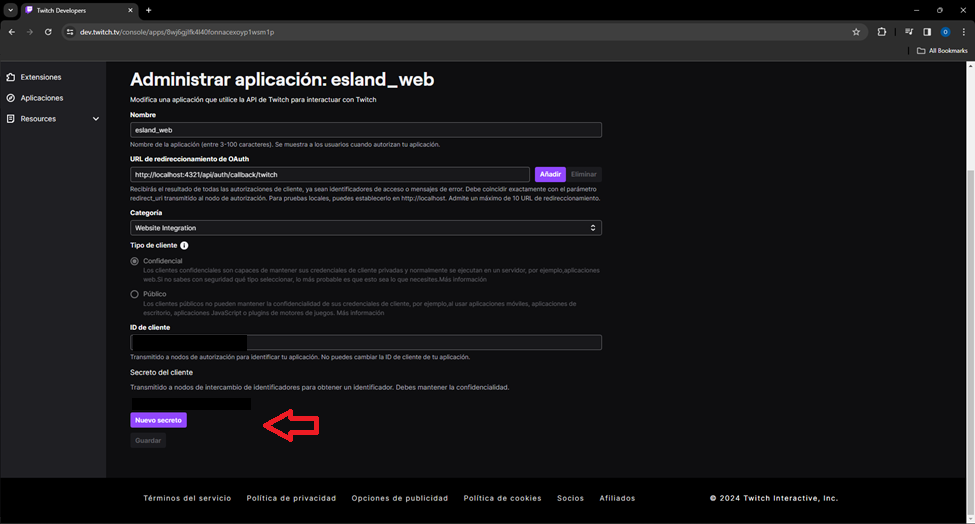 Twitch Developers
dev.twitch.tv/console/apps/8wj6gjlfk4l40fonnacexoyp1wsm1p
All Bookmarks
Extensiones
Aplicaciones
Resources
Administrar aplicación: esland_web
Modifica una aplicación que utilice la API de Twitch para interactuar con Twitch
Nombre
esland_web
Nombre de la aplicación (entre 3-100 caracteres). Se muestra a los usuarios cuando autorizan tu aplicación.
URL de redireccionamiento de OAuth
http://localhost:4321/api/auth/callback/twitch
Añadir
Eliminar
Recibirás el resultado de todas las autorizaciones de cliente, ya sean identificadores de acceso o mensajes de error. Debe coincidir exactamente con el parámetro
redirect_uri transmitido al nodo de autorización. Para pruebas locales, puedes establecerlo en http://localhost. Admite un máximo de 10 URL de redireccionamiento.
Categoría
Website Integration
Tipo de cliente
Confidencial
Los clientes confidenciales son capaces de mantener sus credenciales de cliente privadas y normalmente se ejecutan en un servidor, por ejemplo,aplicaciones
web.Si no sabes con seguridad qué tipo seleccionar, lo más probable es que esto sea lo que necesites.Más información
Público
Los clientes públicos no pueden mantener la confidencialidad de sus credenciales de cliente, por ejemplo,al usar aplicaciones móviles, aplicaciones de
escritorio, aplicaciones JavaScript o plugins de motores de juegos. Más información
ID de cliente
Transmitido a nodos de autorización para identificar tu aplicación. No puedes cambiar la ID de cliente de tu aplicación.
Secreto del cliente
Transmitido a nodos de intercambio de identificadores para obtener un identificador. Debes mantener la confidencialidad.
Nuevo secreto
Guardar
Términos del servicio
Política de privacidad
Opciones de publicidad
Política de cookies
Socios
Afiliados
© 2024 Twitch Interactive, Inc.